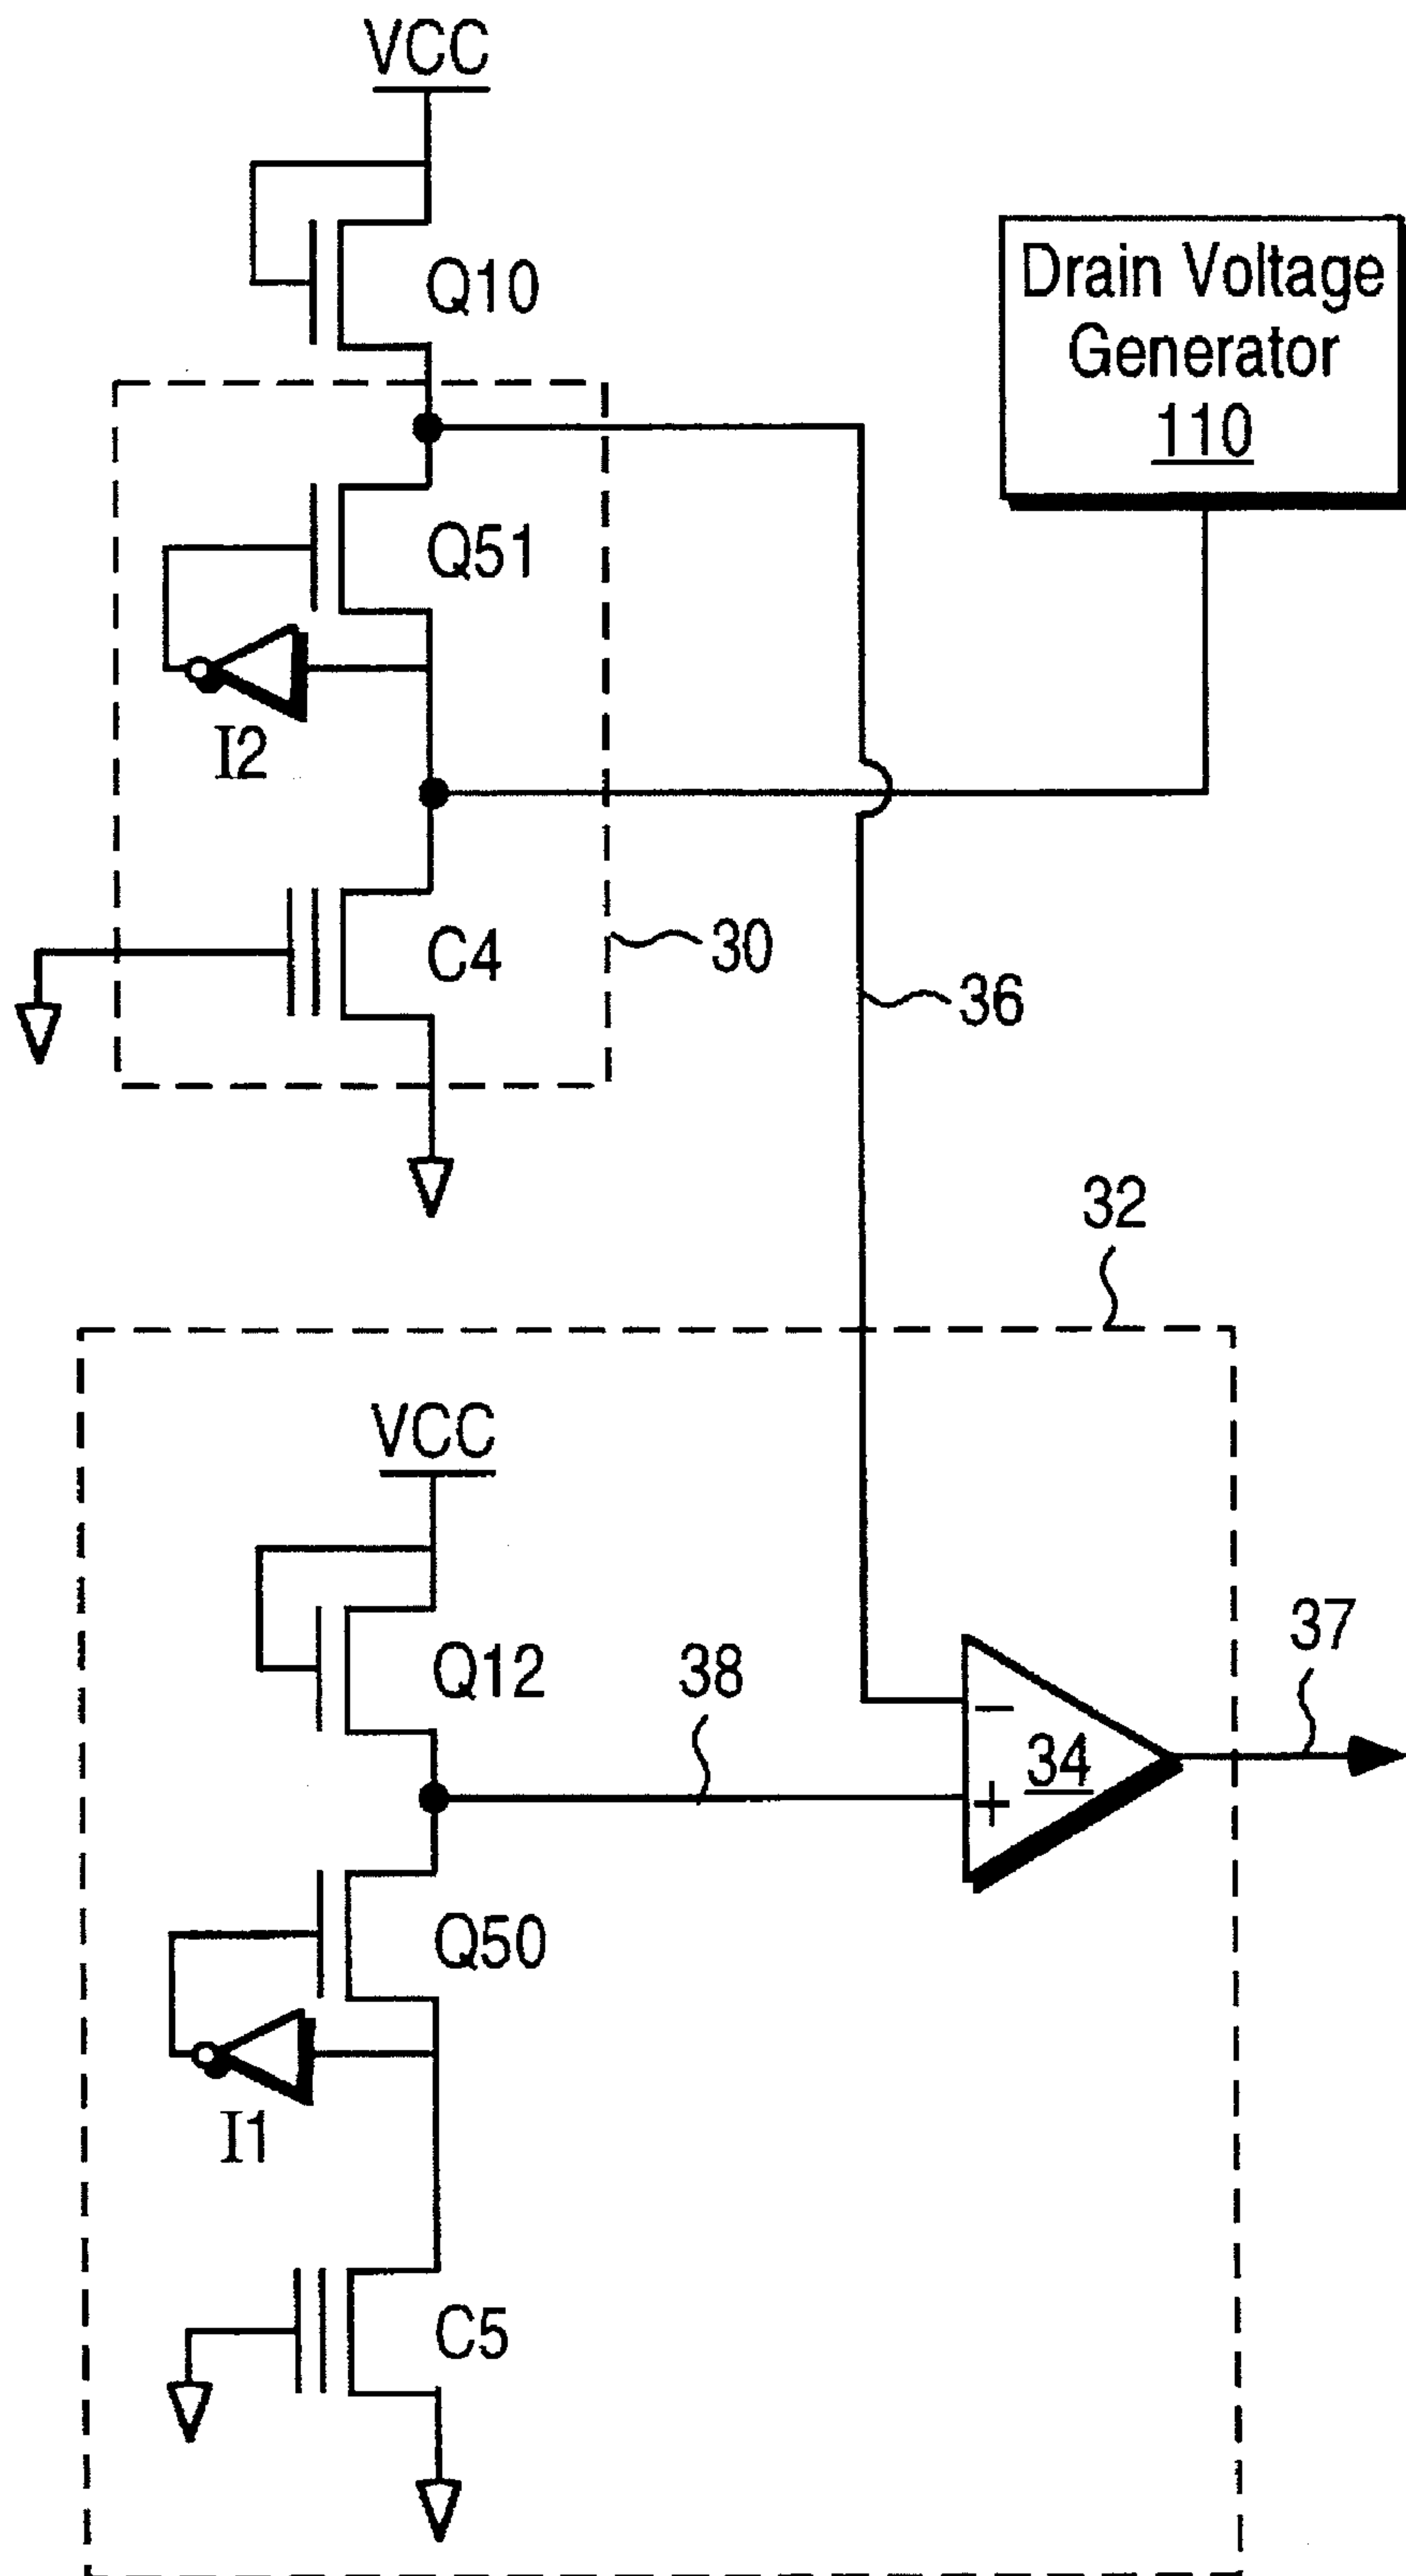 VCC
Q10
Drain Voltage
Generator
110
Q51
I2
C4
30
36
32
VCC
Q12
38
37
−
34
+
Q50
I1
C5